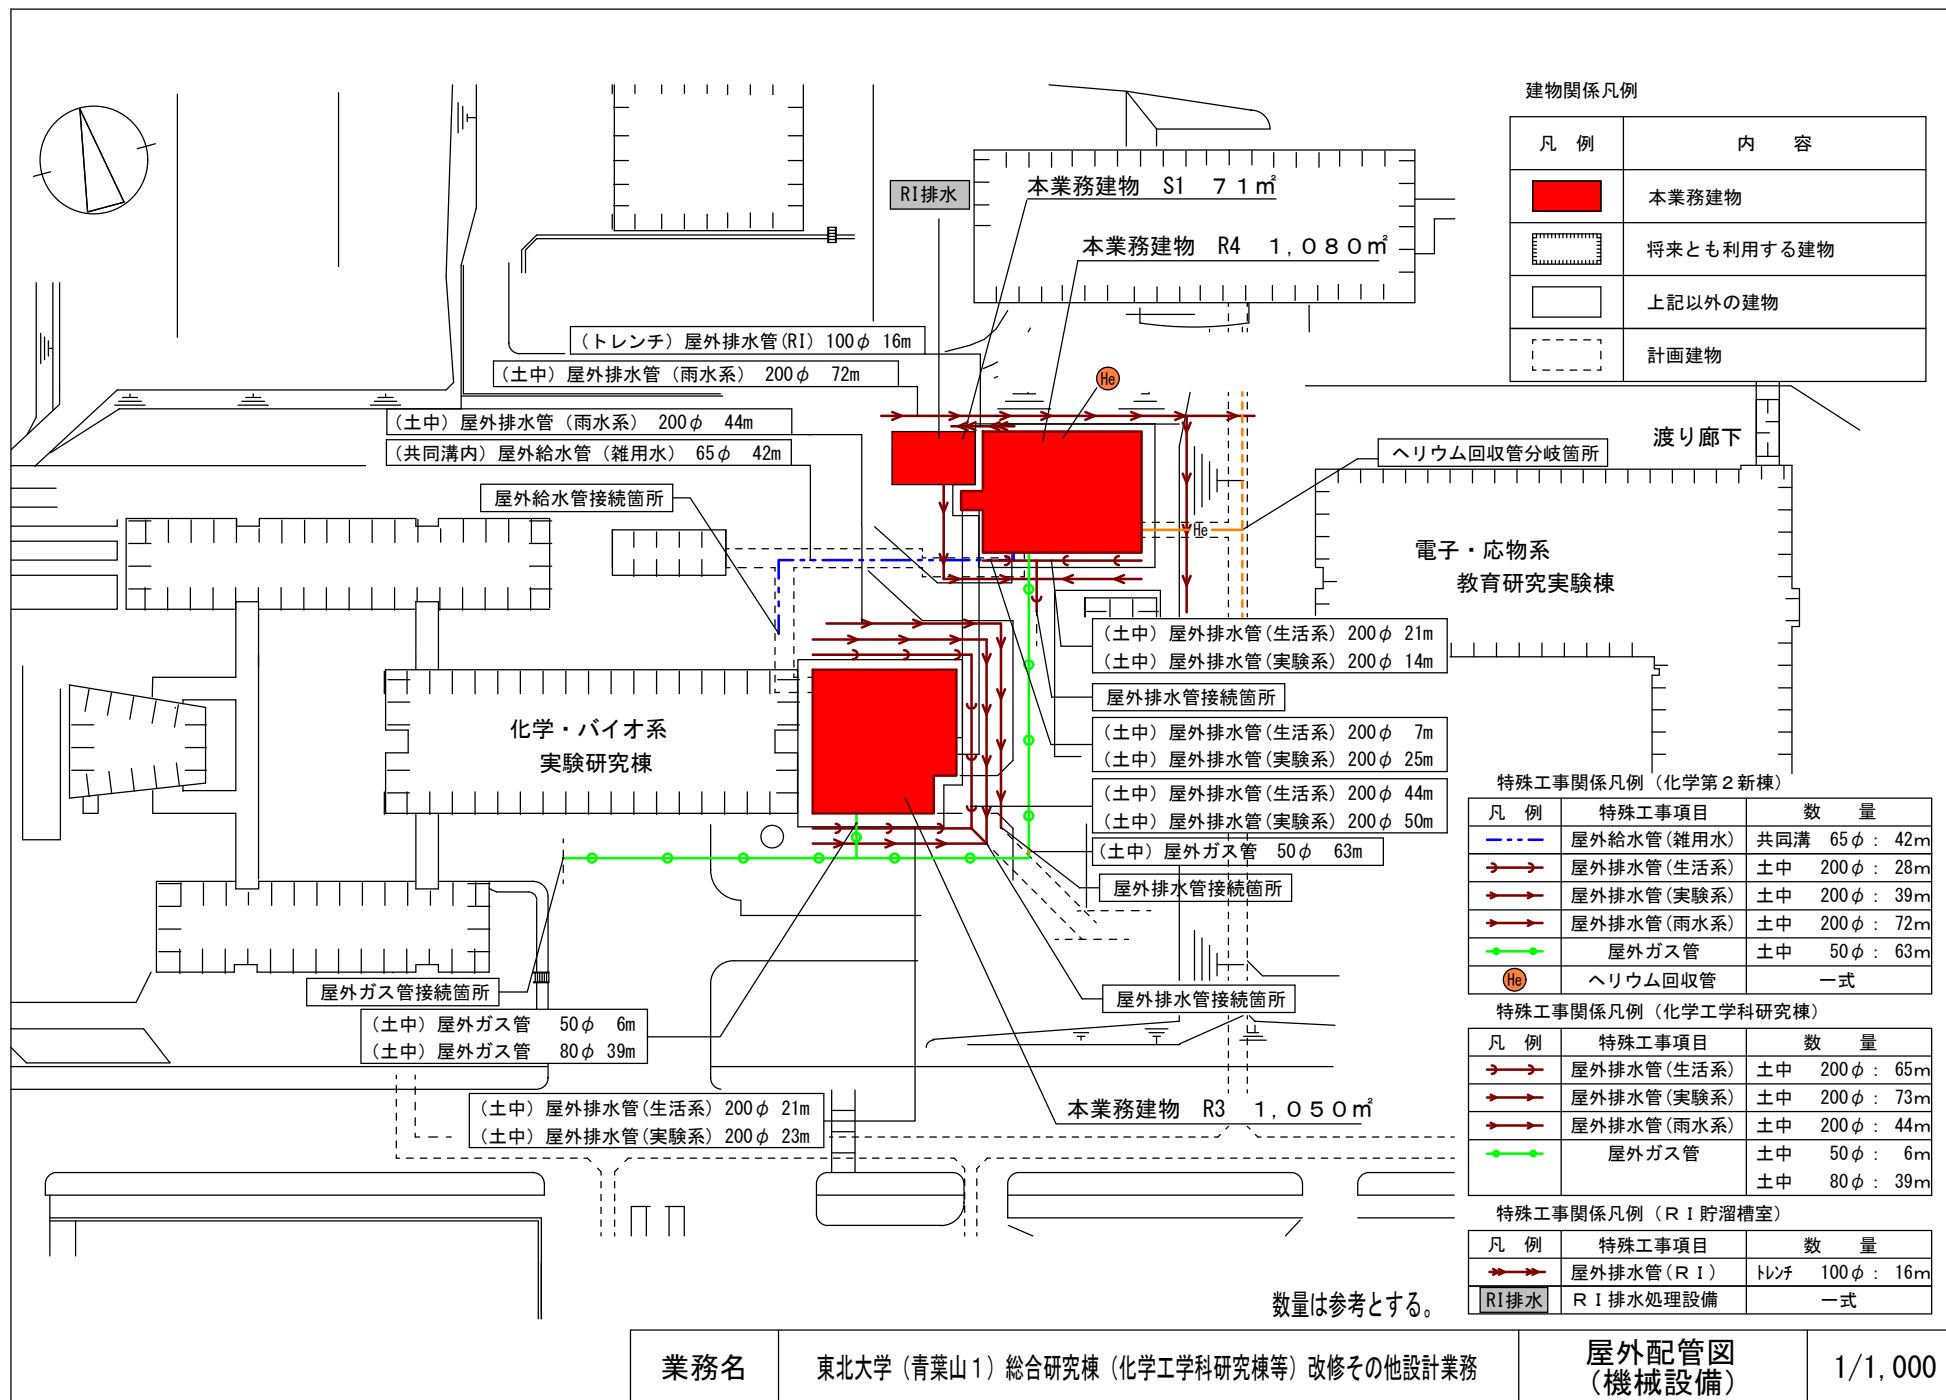 建物関係凡例
凡 例 内 容
本業務建物
将来とも利用する建物
上記以外の建物
計画建物
RI排水
本業務建物 S1 71㎡
本業務建物 R4 1,080㎡
(トレンチ) 屋外排水管(RI) 100φ 16m
(土中) 屋外排水管 (雨水系) 200φ 72m
He
(土中) 屋外排水管 (雨水系) 200φ 44m
(共同溝内) 屋外給水管 (雑用水) 65φ 42m
屋外給水管接続箇所
ヘリウム回収管分岐箇所
渡り廊下
He
電子・応物系
教育研究実験棟
(土中) 屋外排水管(生活系) 200φ 21m
(土中) 屋外排水管(実験系) 200φ 14m
屋外排水管接続箇所
(土中) 屋外排水管(生活系) 200φ 7m
(土中) 屋外排水管(実験系) 200φ 25m
(土中) 屋外排水管(生活系) 200φ 44m
(土中) 屋外排水管(実験系) 200φ 50m
(土中) 屋外ガス管 50φ 63m
屋外排水管接続箇所
化学・バイオ系
実験研究棟
屋外ガス管接続箇所
屋外排水管接続箇所
(土中) 屋外ガス管 50φ 6m
(土中) 屋外ガス管 80φ 39m
(土中) 屋外排水管(生活系) 200φ 21m
(土中) 屋外排水管(実験系) 200φ 23m
本業務建物 R3 1,050㎡
特殊工事関係凡例 (化学第2新棟)
凡 例 特殊工事項目 数 量
屋外給水管(雑用水) 共同溝 65φ : 42m
屋外排水管(生活系) 土中 200φ : 28m
屋外排水管(実験系) 土中 200φ : 39m
屋外排水管(雨水系) 土中 200φ : 72m
屋外ガス管 土中 50φ : 63m
He ヘリウム回収管 一式
特殊工事関係凡例 (化学工学科研究棟)
凡 例 特殊工事項目 数 量
屋外排水管(生活系) 土中 200φ : 65m
屋外排水管(実験系) 土中 200φ : 73m
屋外排水管(雨水系) 土中 200φ : 44m
屋外ガス管 土中 50φ : 6m
土中 80φ : 39m
特殊工事関係凡例 (RI貯溜槽室)
凡 例 特殊工事項目 数 量
屋外排水管(RI) トレンチ 100φ : 16m
RI排水 RI排水処理設備 一式
数量は参考とする。
業務名 東北大学(青葉山1)総合研究棟(化学工学科研究棟等)改修その他設計業務 屋外配管図 1/1,000
(機械設備)